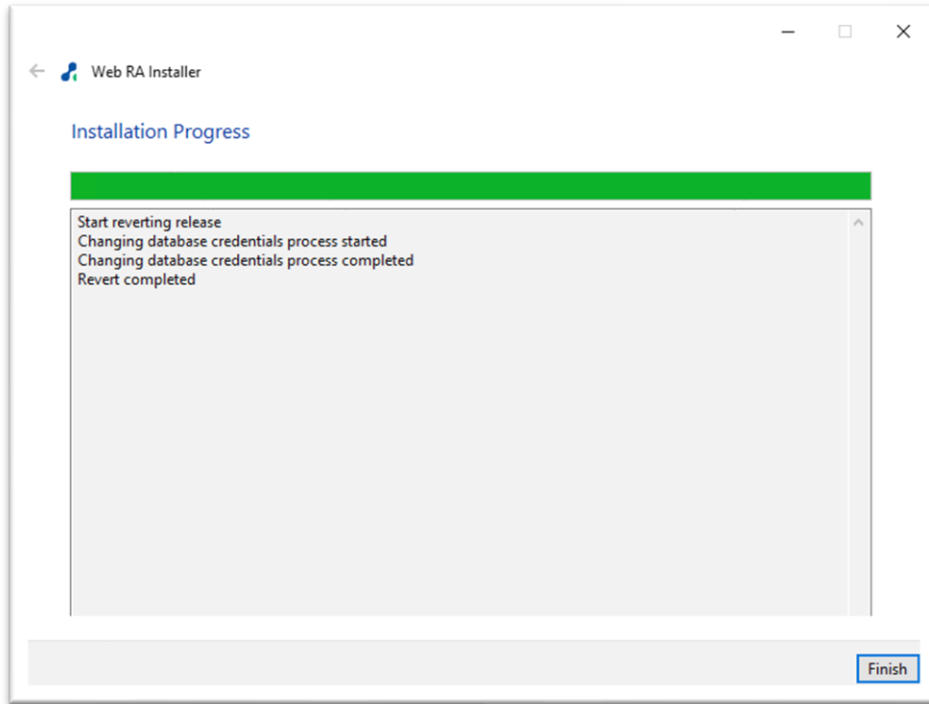 Web RA Installer
Installation Progress
Start reverting release
Changing database credentials process started
Changing database credentials process completed
Revert completed
Finish